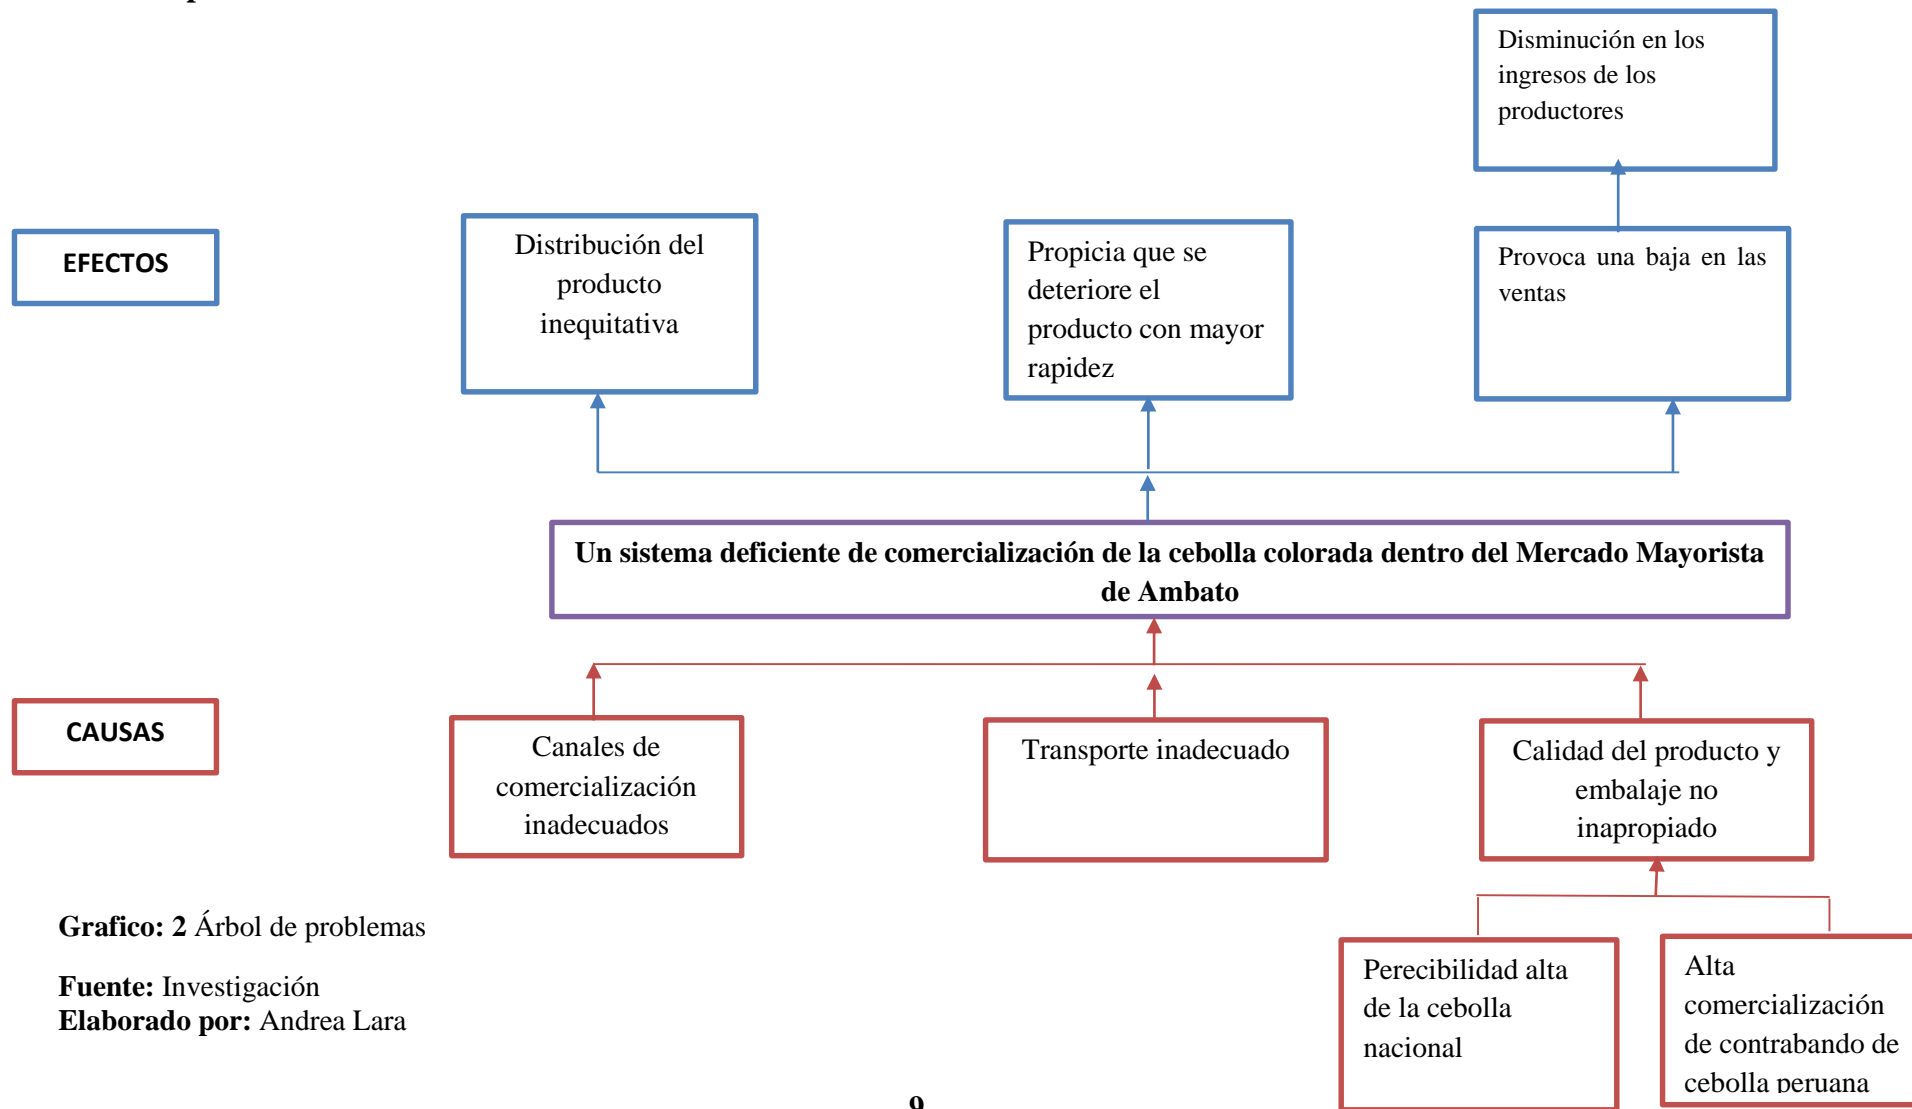 Disminución en los
ingresos de los
productores
EFECTOS
Distribución del
producto
inequitativa
Propicia que se
deteriore el
producto con mayor
rapidez
Provoca una baja en las
ventas
Un sistema deficiente de comercialización de la cebolla colorada dentro del Mercado Mayorista
de Ambato
CAUSAS
Canales de
comercialización
inadecuados
Transporte inadecuado
Calidad del producto y
embalaje no
inapropiado
Grafico: 2 Árbol de problemas
Fuente: Investigación
Elaborado por: Andrea Lara
Perecibilidad alta
de la cebolla
nacional
Alta
comercialización
de contrabando de
cebolla peruana
9